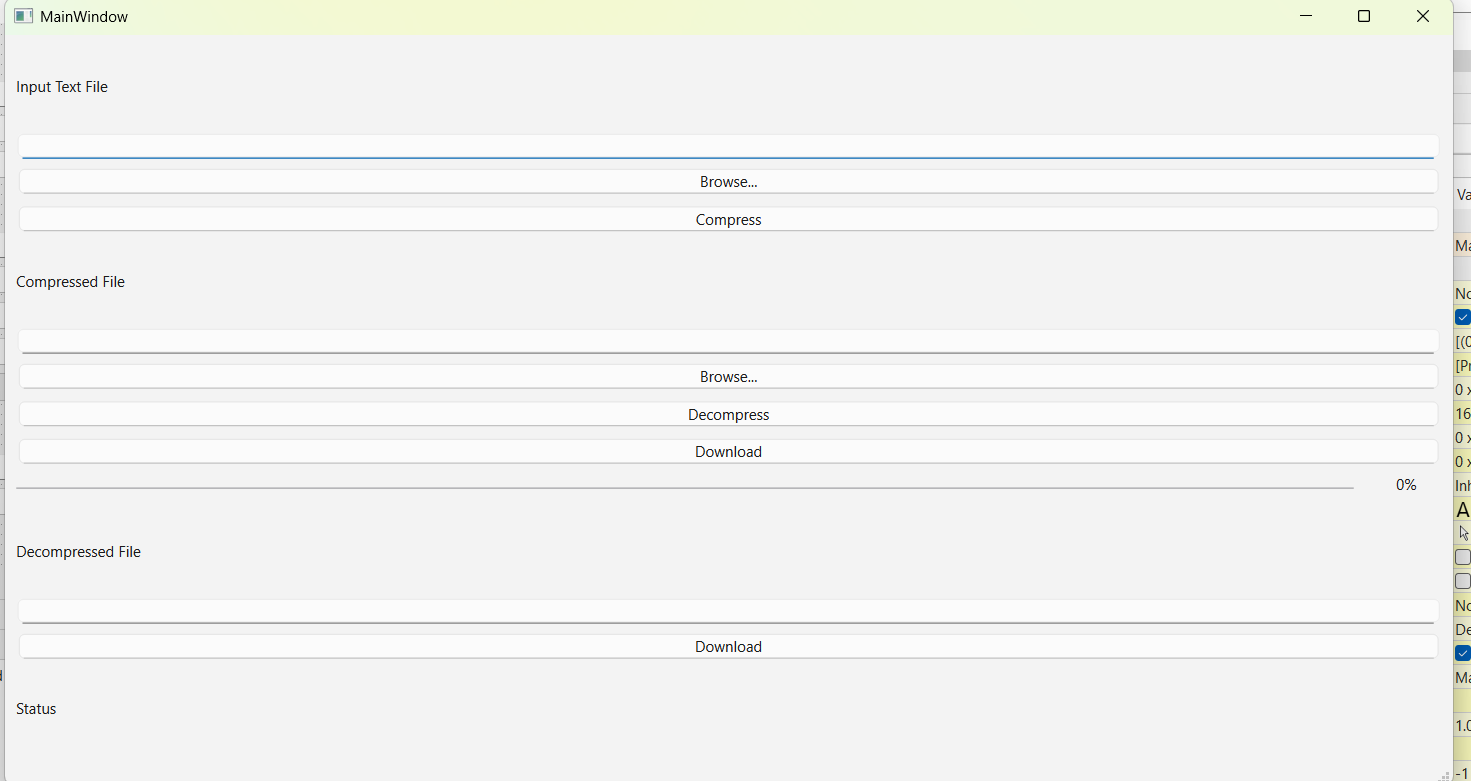 MainWindow
Input Text File
Browse...
Compress
Compressed File
Browse...
Decompress
Download
0%
Decompressed File
Download
Status
Va
Ma
No
[(0
[Pr
0 x
16
0 x
0 x
Inh
A
No
De
Ma
1.0
-1